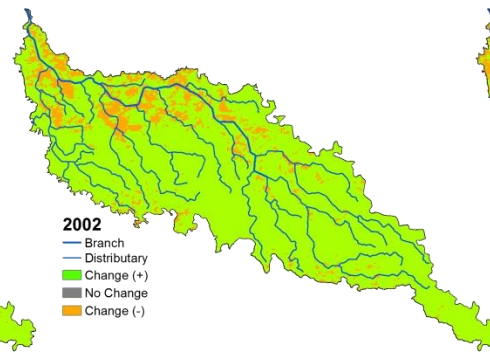 2002
Branch
Distributary
Change (+)
No Change
Change (-)